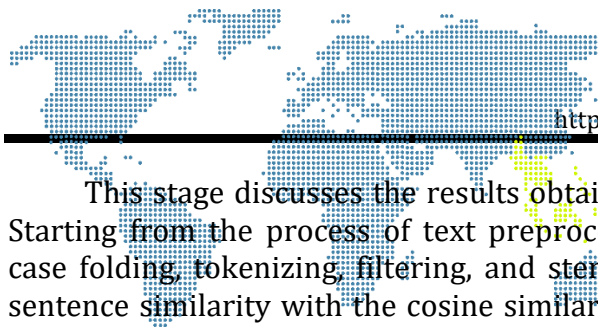 http
This stage discusses the results obtai
Starting from the process of text preproc
case folding, tokenizing, filtering, and ster
sentence similarity with the cosine similar